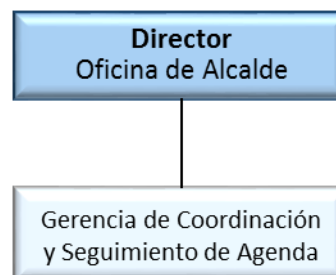 Director
Oficina de Alcalde
Gerencia de Coordinación
y Seguimiento de Agenda